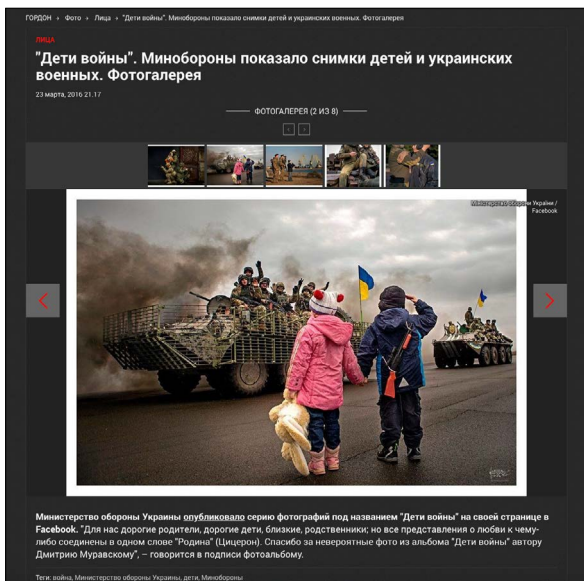 ГОРДОН › Фото › Лица › "Дети войны". Минобороны показало снимки детей и украинских военных. Фотогалерея
ЛИЦА
"Дети войны". Минобороны показало снимки детей и украинских
военных. Фотогалерея
23 марта, 2016 21.17
ФОТОГАЛЕРЕЯ (2 ИЗ 8)
Міністерство оборони України /
Facebook
Министерство обороны Украины опубликовало серию фотографий под названием "Дети войны" на своей странице в
Facebook. "Для нас дорогие родители, дорогие дети, близкие, родственники; но все представления о любви к чему-
либо соединены в одном слове "Родина" (Цицерон). Спасибо за невероятные фото из альбома "Дети войны" автору
Дмитрию Муравскому", – говорится в подписи фотоальбому.
Теги: война, Министерство обороны Украины, дети, Минобороны